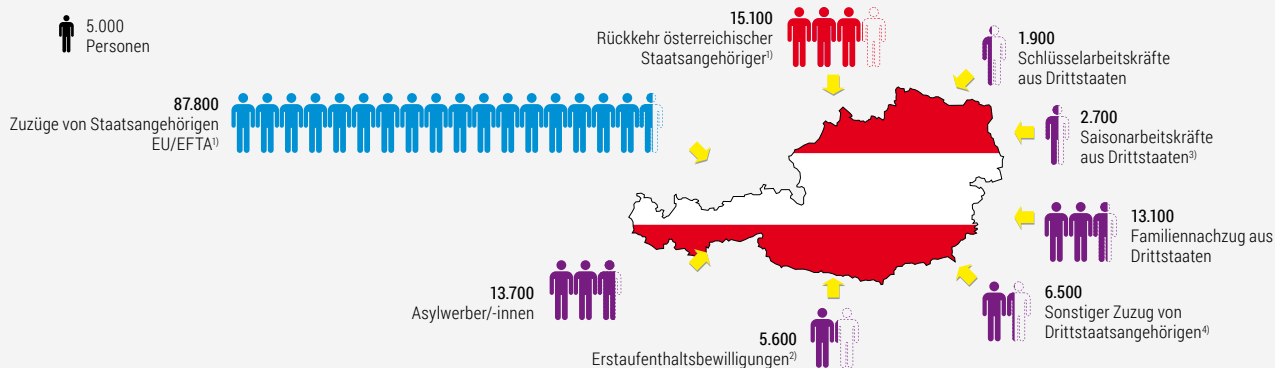 5.000
Personen
87.800
Zuzüge von Staatsangehörigen
EU/EFTA1)
15.100
Rückkehr österreichischer
Staatsangehöriger1)
1.900
Schlüsselarbeitskräfte
aus Drittstaaten
2.700
Saisonarbeitskräfte
aus Drittstaaten3)
13.100
Familiennachzug aus
Drittstaaten
6.500
Sonstiger Zuzug von
Drittstaatsangehörigen4)
5.600
Erstaufenthaltsbewilligungen2)
13.700
Asylwerber/-innen